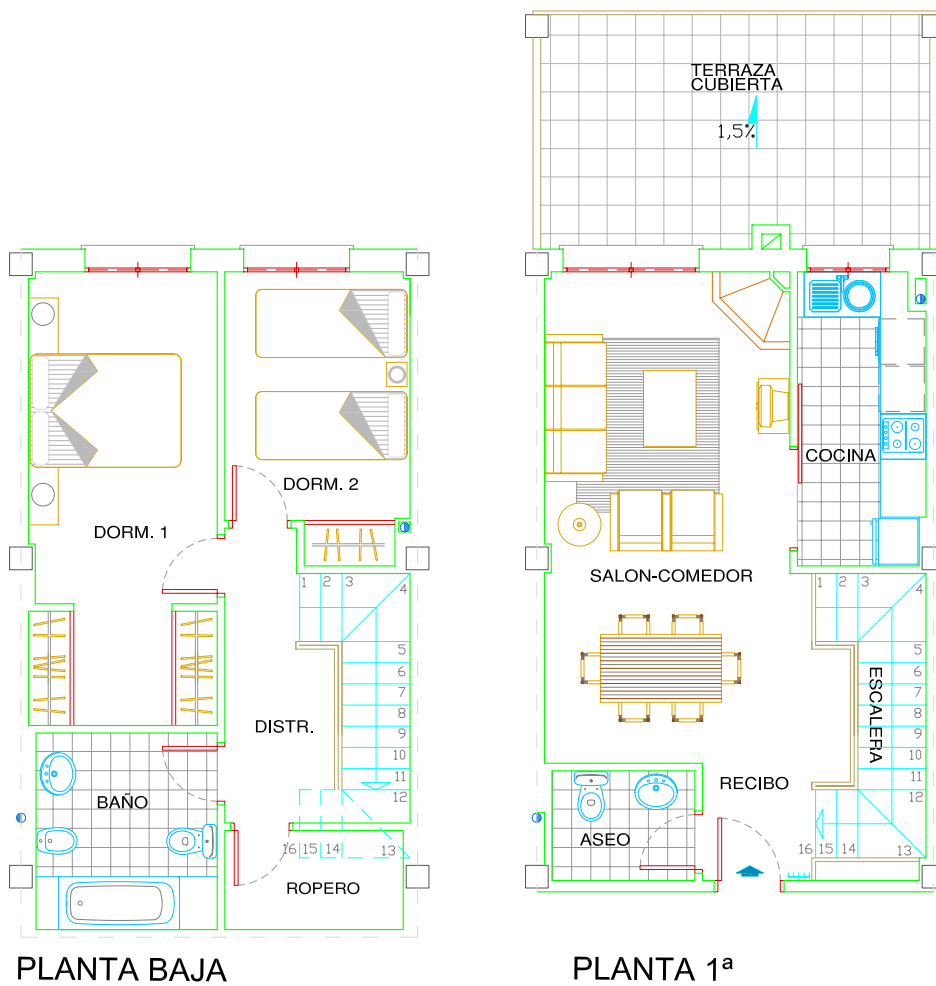 TERRAZA
CUBIERTA
1,5%
DORM. 2
DORM. 1
1 2 3
4
5
6
7
8
9
10
11
12
16 15 14 13
DISTR.
BAÑO
ROPERO
COCINA
SALON-COMEDOR
1 2 3
4
5
6
7
8
9
10
11
12
16 15 14 13
ESCALERA
RECIBO
ASEO
PLANTA BAJA
PLANTA 1ª